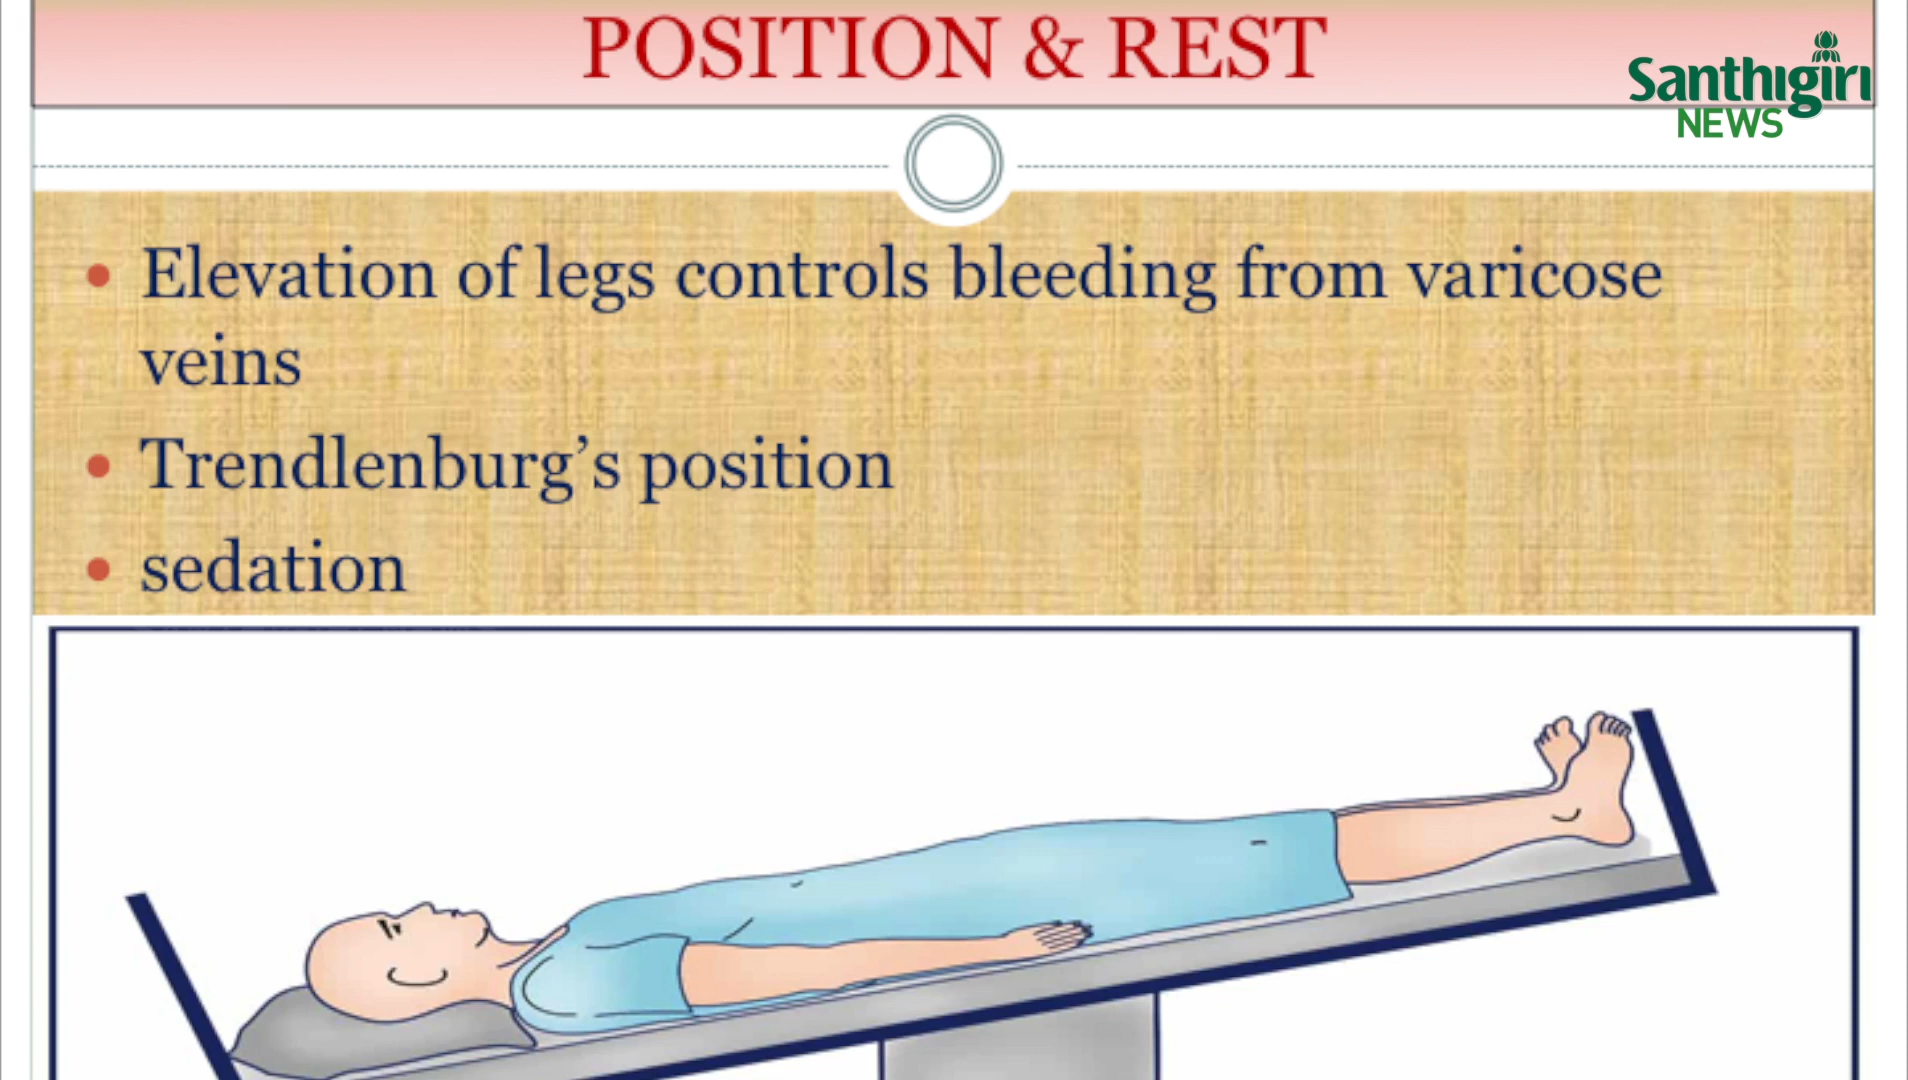 POSITION & REST
Santhigiri
NEWS
• Elevation of legs controls bleeding from varicose
veins
• Trendlenburg’s position
• sedation